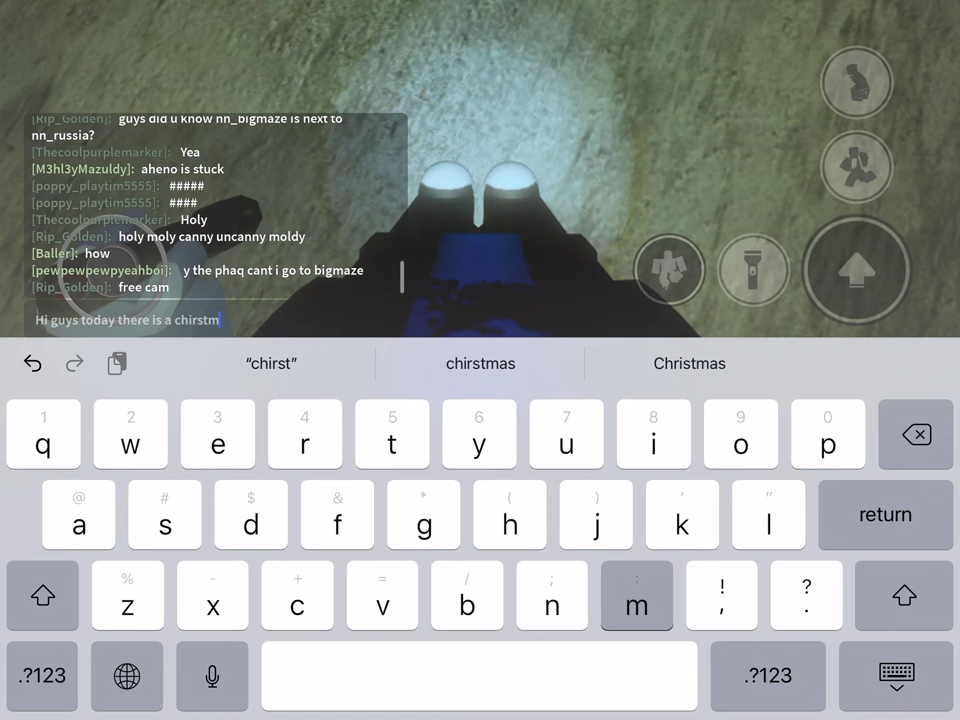 [Rip_Golden]: guys did u know nn_bigmaze is next to
nn_russia?
[Thecoolpurplemarker]: Yea
[M3hl3yMazuldy]: aheno is stuck
[poppy_playtim5555]: #####
[poppy_playtim5555]: ####
[Thecoolpurplemarker]: Holy
[Rip_Golden]: holy moly canny uncanny moldy
[Baller]: how
[pewpewpewpyeahboi]: y the phaq cant i go to bigmaze
[Rip_Golden]: free cam
Hi guys today there is a chirstm
“chirst” chirstmas Christmas
1 2 3 4 5 6 7 8 9 0
q w e r t y u i o p
@ # $ & * ( ) ' "
a s d f g h j k l return
% - + = / ; : ! ?
z x c v b n m , .
.?123 .?123